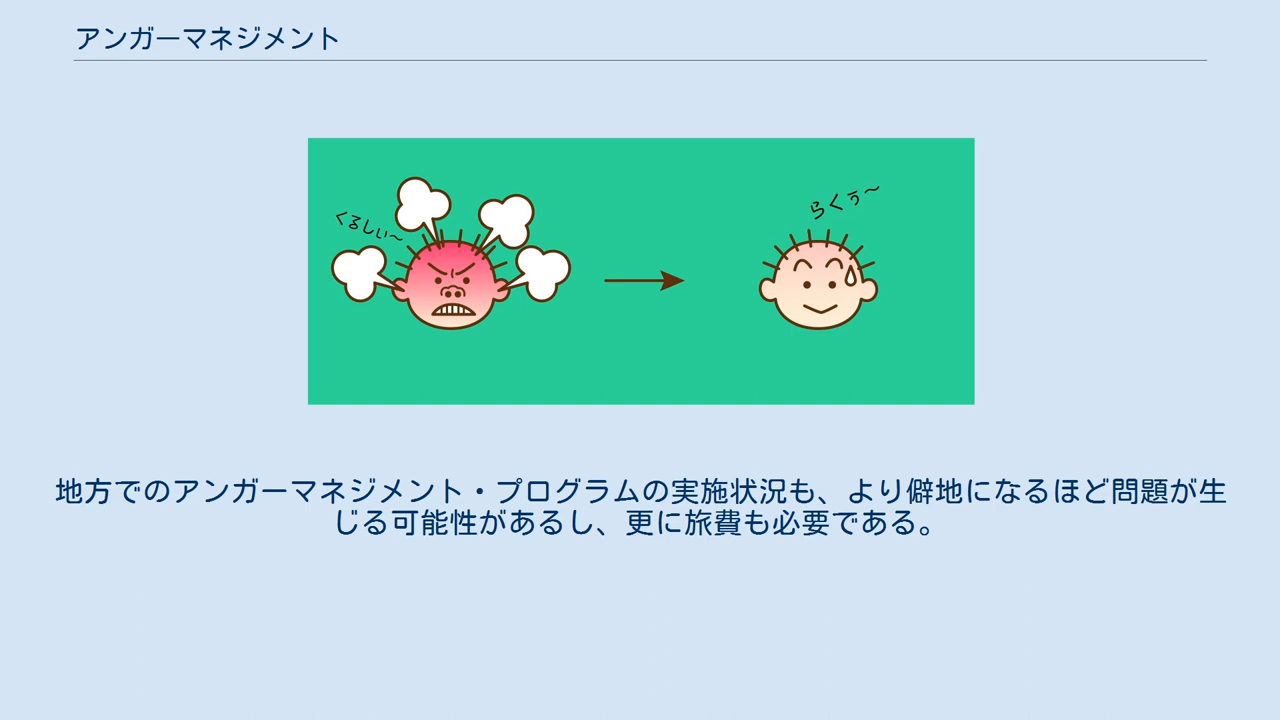 アンガーマネジメント
くるしぃ〜
らくぅ〜
地方でのアンガーマネジメント・プログラムの実施状況も、より僻地になるほど問題が生
じる可能性があるし、更に旅費も必要である。